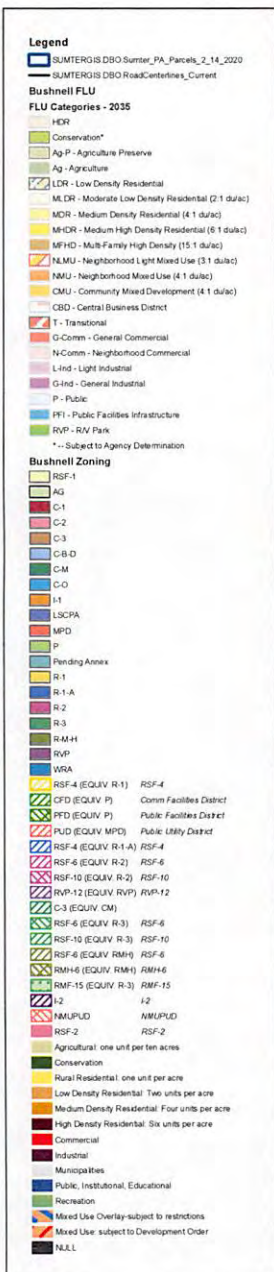 Legend
SUMTERGIS.DBO.Sumter_PA_Parcels_2_14_2020
SUMTERGIS.DBO.RoadCenterlines_Current
Bushnell FLU
FLU Categories - 2035
HDR
Conservation*
Ag-P - Agriculture Preserve
Ag - Agriculture
LDR - Low Density Residential
MLDR - Moderate Low Density Residential (2:1 du/ac)
MDR - Medium Density Residential (4:1 du/ac)
MHDR - Medium High Density Residential (6:1 du/ac)
MFHD - Multi-Family High Density (15:1 du/ac)
NLMU - Neighborhood Light Mixed Use (3:1 du/ac)
NMU - Neighborhood Mixed Use (4:1 du/ac)
CMU - Community Mixed Development (4:1 du/ac)
CBD - Central Business District
T - Transitional
G-Comm - General Commercial
N-Comm - Neighborhood Commercial
L-Ind - Light Industrial
G-Ind - General Industrial
P - Public
PFI - Public Facilities Infrastructure
RVP - R/V Park
* -- Subject to Agency Determination
Bushnell Zoning
RSF-1
AG
C-1
C-2
C-3
C-B-D
C-M
C-O
I-1
LSCPA
MPD
P
Pending Annex
R-1
R-1-A
R-2
R-3
R-M-H
RVP
WRA
RSF-4 (EQUIV. R-1) RSF-4
CFD (EQUIV. P) Comm Facilities District
PFD (EQUIV. P) Public Facilities District
PUD (EQUIV. MPD) Public Utility District
RSF-4 (EQUIV. R-1-A) RSF-4
RSF-6 (EQUIV. R-2) RSF-6
RSF-10 (EQUIV. R-2) RSF-10
RVP-12 (EQUIV. RVP) RVP-12
C-3 (EQUIV. CM)
RSF-6 (EQUIV. R-3) RSF-6
RSF-10 (EQUIV. R-3) RSF-10
RSF-6 (EQUIV. RMH) RSF-6
RMH-6 (EQUIV. RMH) RMH-6
RMF-15 (EQUIV. R-3) RMF-15
I-2 I-2
NMUPUD NMUPUD
RSF-2 RSF-2
Agricultural: one unit per ten acres
Conservation
Rural Residential: one unit per acre
Low Density Residential: Two units per acre
Medium Density Residential: Four units per acre
High Density Residential: Six units per acre
Commercial
Industrial
Municipalities
Public, Institutional, Educational
Recreation
Mixed Use Overlay-subject to restrictions
Mixed Use: subject to Development Order
NULL